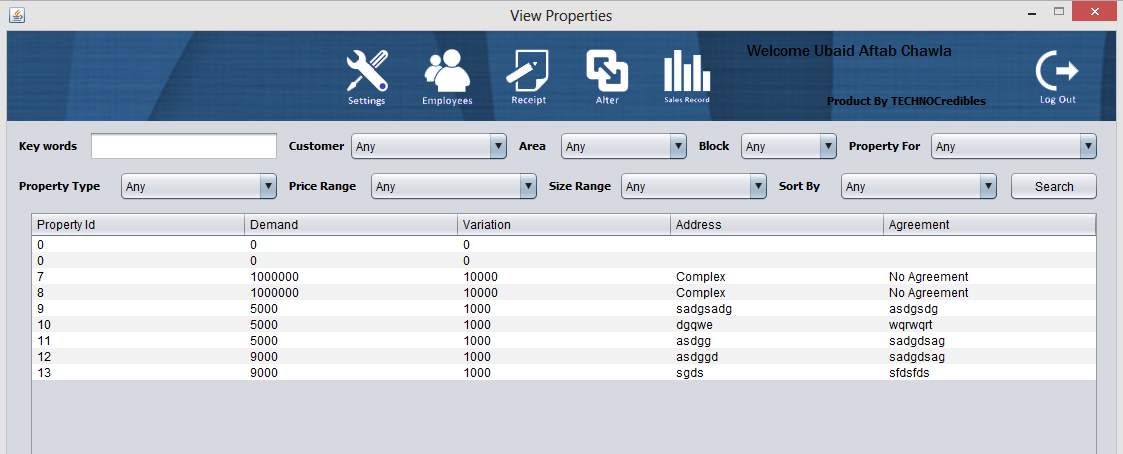 View Properties
Welcome Ubaid Aftab Chawla
Settings Employees Receipt Alter Sales Record Log Out
Product By TECHNOCredibles
Key words Customer Any Area Any Block Any Property For Any
Property Type Any Price Range Any Size Range Any Sort By Any Search
Property Id Demand Variation Address Agreement
0 0 0
0 0 0
7 1000000 10000 Complex No Agreement
8 1000000 10000 Complex No Agreement
9 5000 1000 sadgsadg asdgsdg
10 5000 1000 dgqwe wqrwqrt
11 5000 1000 asdgg sadgdsag
12 9000 1000 asdggd sadgdsag
13 9000 1000 sgds sfdsfds